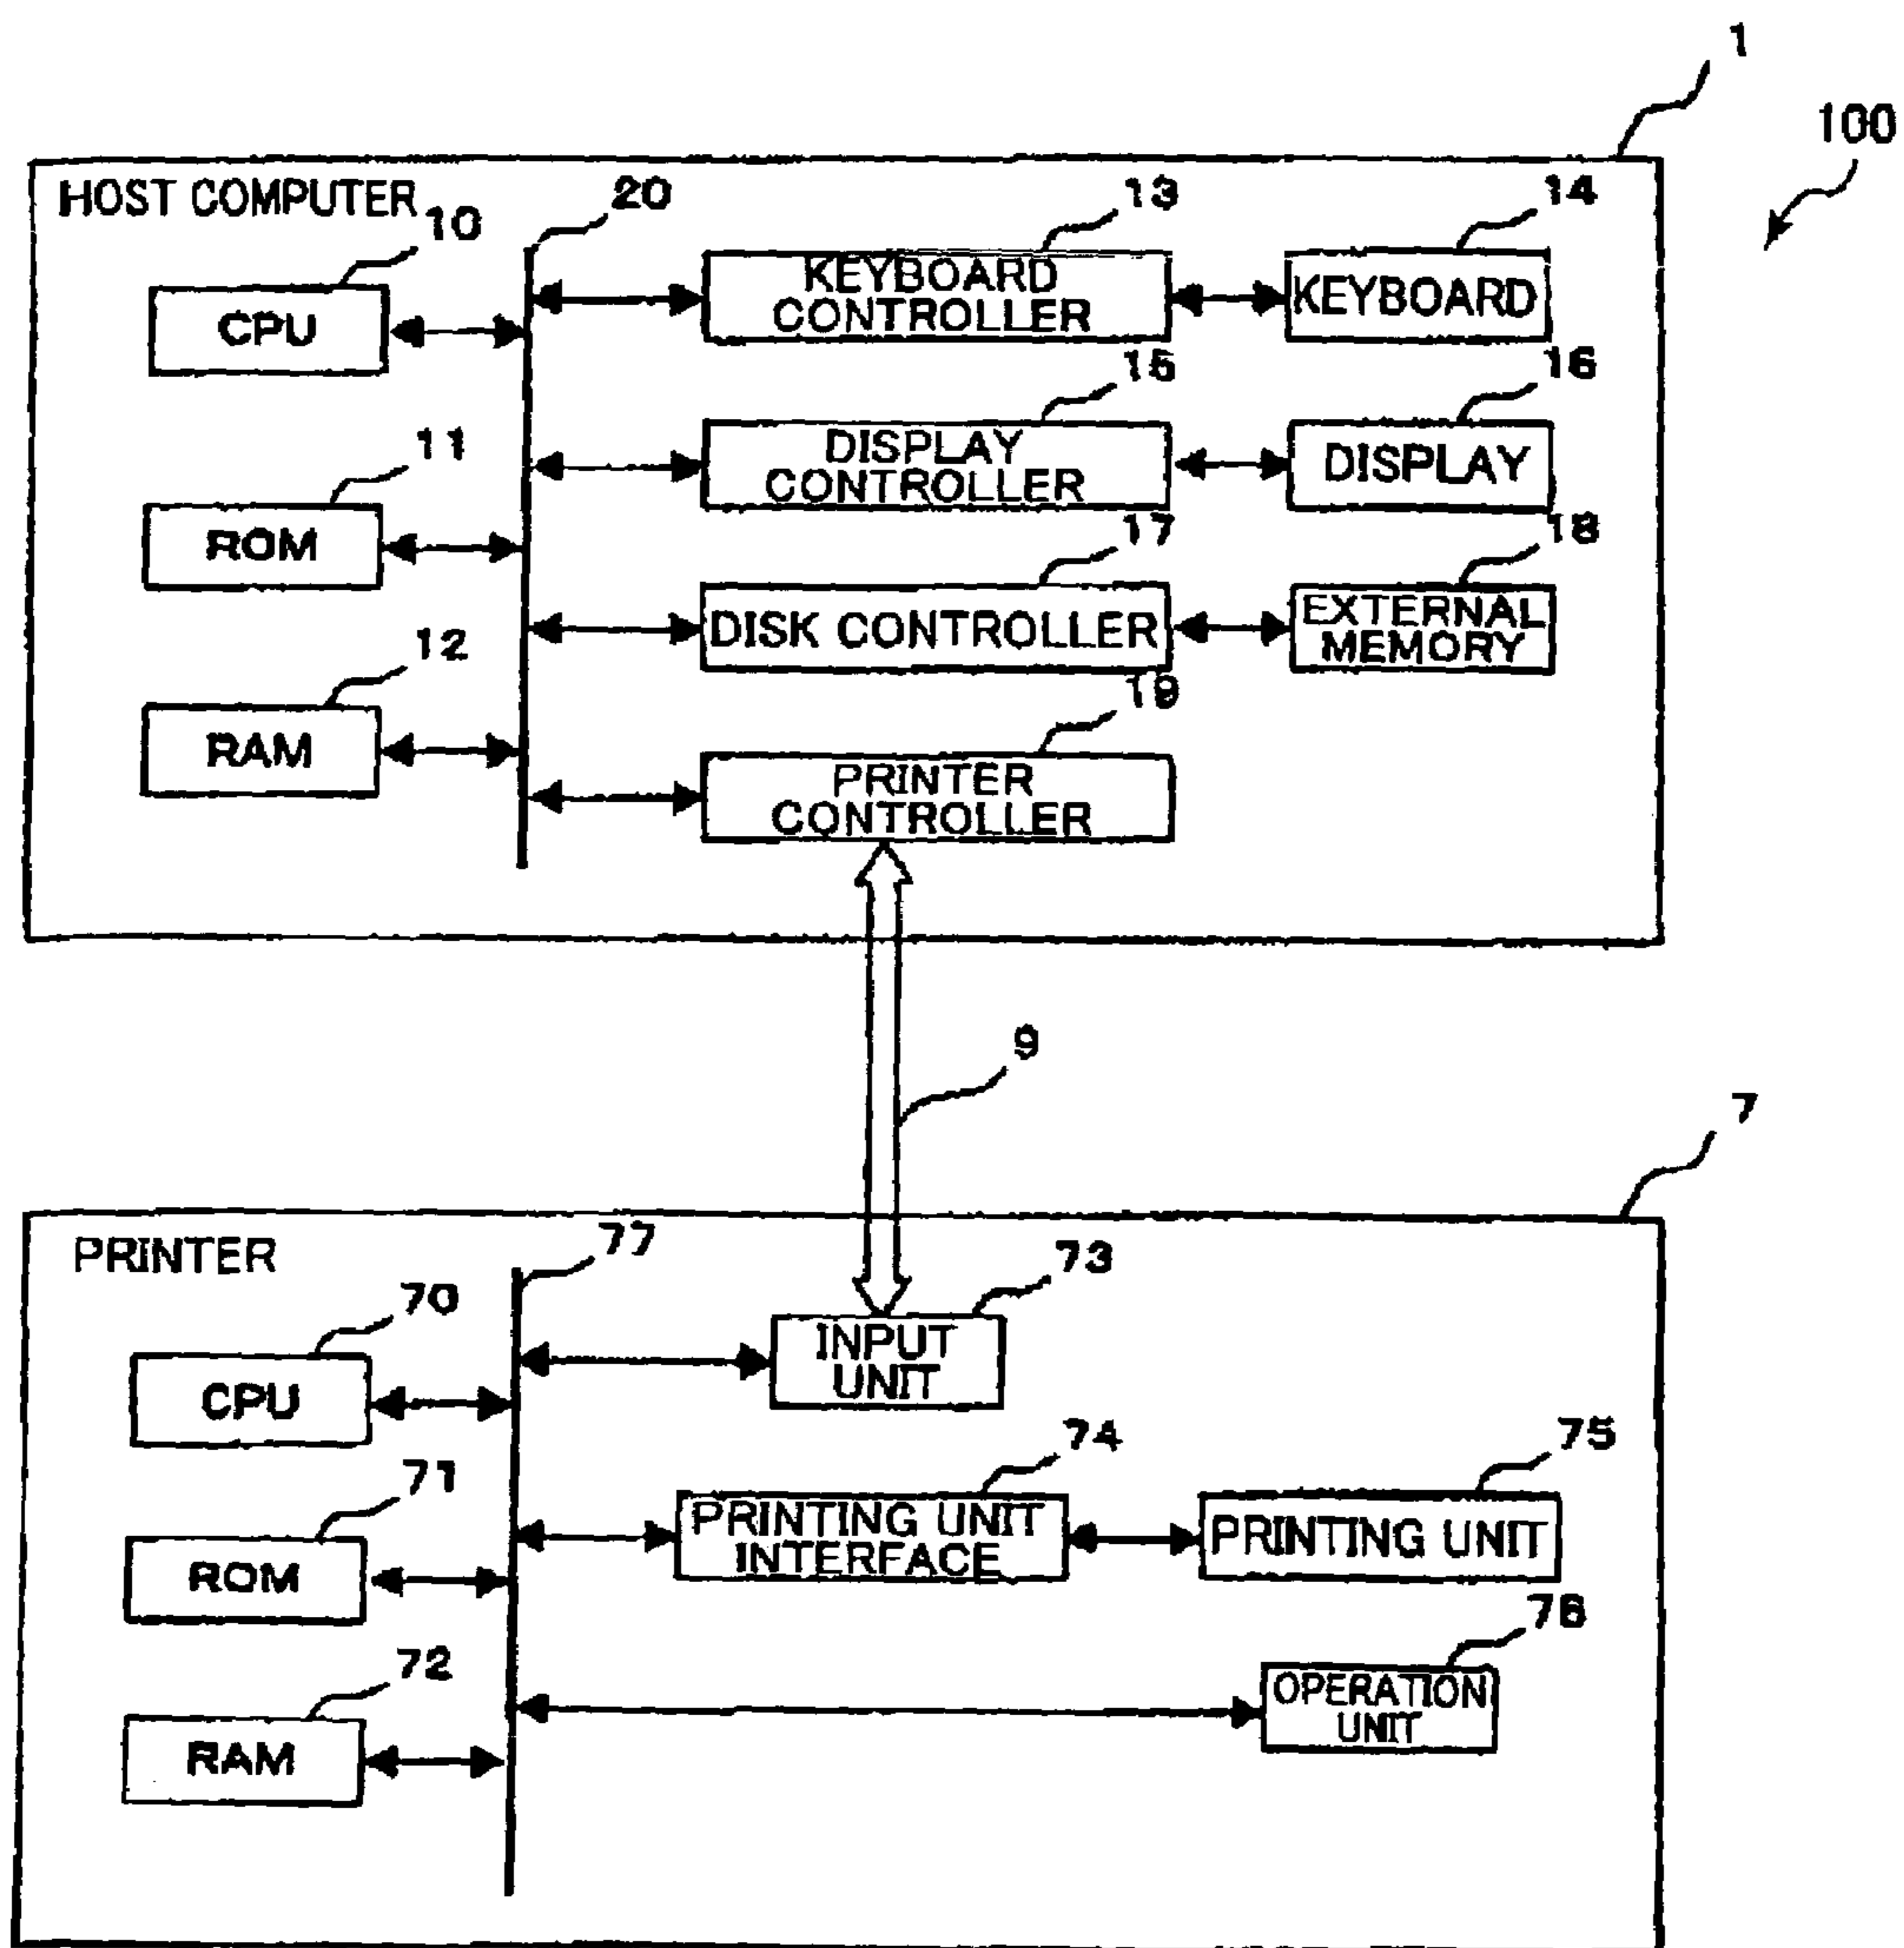 1
100
HOST COMPUTER
10
20
13
14
CPU
KEYBOARD
CONTROLLER
KEYBOARD
15
16
11
DISPLAY
CONTROLLER
DISPLAY
ROM
17
18
DISK CONTROLLER
EXTERNAL
MEMORY
12
19
RAM
PRINTER
CONTROLLER
9
7
PRINTER
77
73
70
INPUT
UNIT
CPU
74
75
71
PRINTING UNIT
INTERFACE
PRINTING UNIT
ROM
76
72
OPERATION
UNIT
RAM